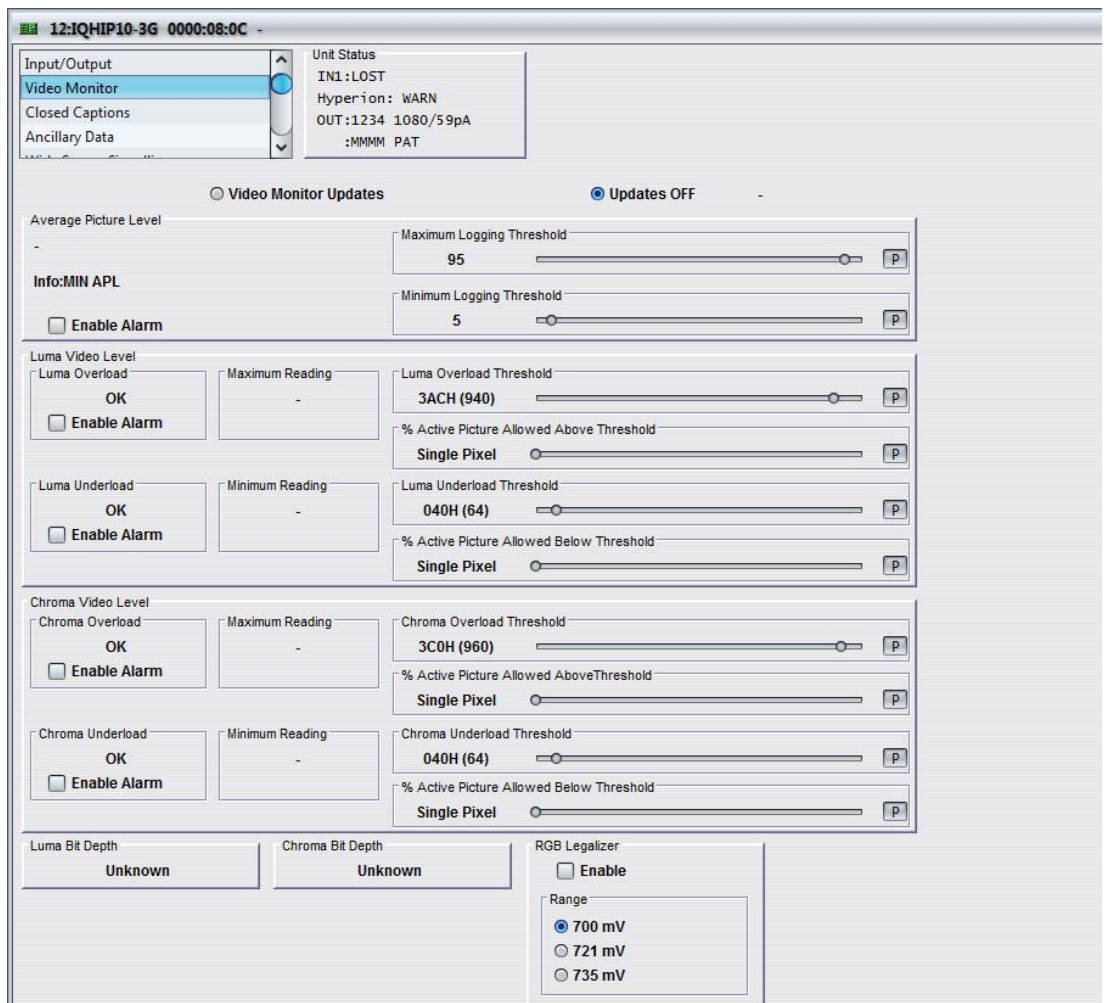 12:IQHIP10-3G 0000:08:0C -
Input/Output
Video Monitor
Closed Captions
Ancillary Data
Unit Status
IN1:LOST
Hyperion: WARN
OUT:1234 1080/59pA
:MMMM PAT
Video Monitor Updates
Updates OFF -
Average Picture Level
-
Info:MIN APL
Enable Alarm
Maximum Logging Threshold
95 P
Minimum Logging Threshold
5 P
Luma Video Level
Luma Overload
OK
Enable Alarm
Maximum Reading
-
Luma Overload Threshold
3ACH (940) P
% Active Picture Allowed Above Threshold
Single Pixel P
Luma Underload
OK
Enable Alarm
Minimum Reading
-
Luma Underload Threshold
040H (64) P
% Active Picture Allowed Below Threshold
Single Pixel P
Chroma Video Level
Chroma Overload
OK
Enable Alarm
Maximum Reading
-
Chroma Overload Threshold
3C0H (960) P
% Active Picture Allowed AboveThreshold
Single Pixel P
Chroma Underload
OK
Enable Alarm
Minimum Reading
-
Chroma Underload Threshold
040H (64) P
% Active Picture Allowed Below Threshold
Single Pixel P
Luma Bit Depth
Unknown
Chroma Bit Depth
Unknown
RGB Legalizer
Enable
Range
700 mV
721 mV
735 mV